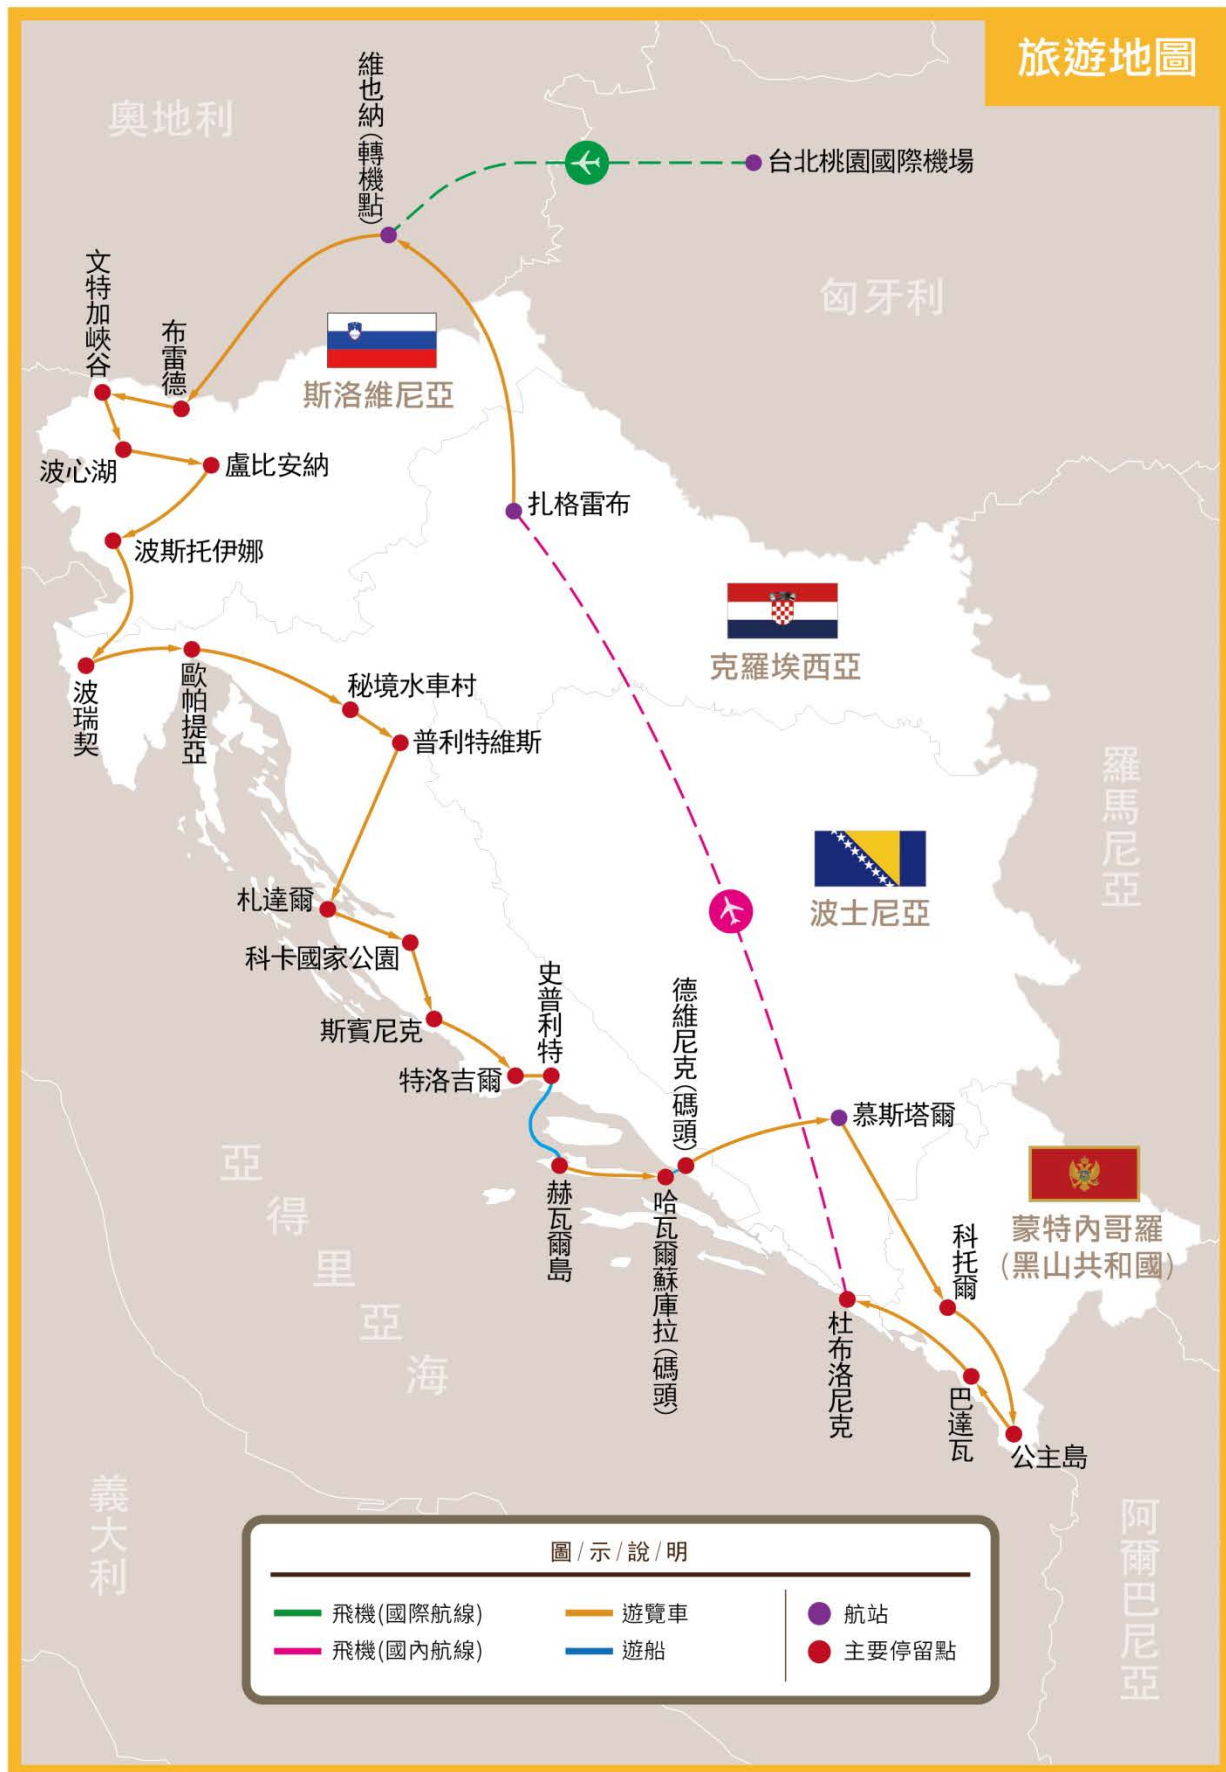 旅遊地圖
奧地利
維也納(轉機點)
台北桃園國際機場
匈牙利
文特加峽谷
布雷德
斯洛維尼亞
波心湖
盧比安納
扎格雷布
波斯托伊娜
克羅埃西亞
波瑞契
歐帕提亞
秘境水車村
普利特維斯
羅馬尼亞
波士尼亞
札達爾
科卡國家公園
史普利特
德維尼克(碼頭)
斯賓尼克
特洛吉爾
慕斯塔爾
亞得里亞海
赫瓦爾島
哈瓦爾蘇庫拉(碼頭)
蒙特內哥羅
(黑山共和國)
科托爾
杜布洛尼克
巴達瓦
公主島
義大利
阿爾巴尼亞
圖/示/說/明
飛機(國際航線)
遊覽車
航站
飛機(國內航線)
遊船
主要停留點